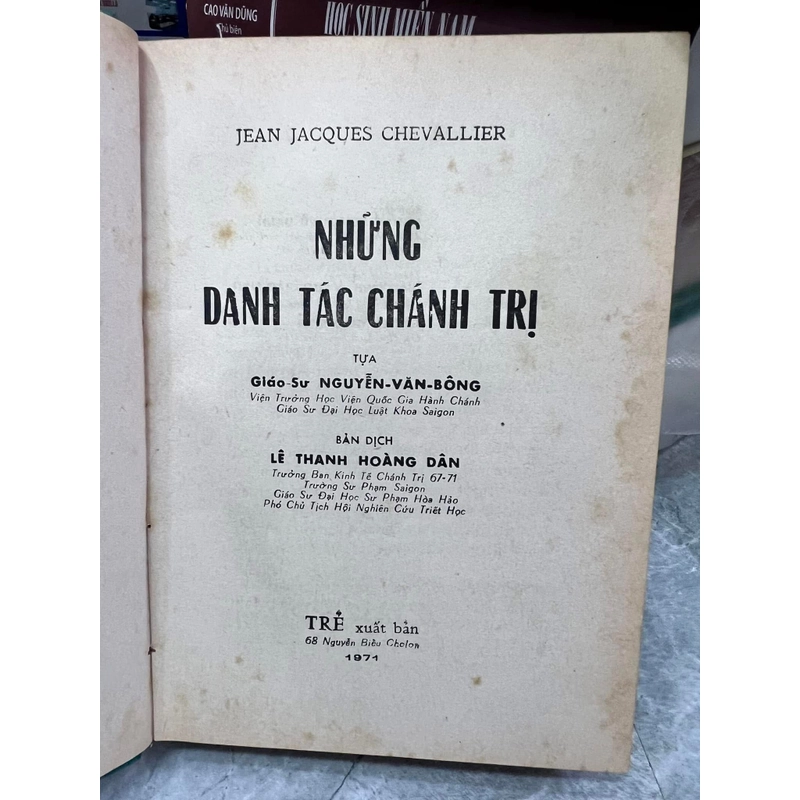 CAO VĂN DŨNG
Chủ biên
HỌC SINH MIỀN NAM
JEAN JACQUES CHEVALLIER
NHỮNG
DANH TÁC CHÁNH TRỊ
TỰA
Giáo-Sư NGUYỄN-VĂN-BÔNG
Viện Trưởng Học Viện Quốc Gia Hành Chánh
Giáo Sư Đại Học Luật Khoa Saigon
BẢN DỊCH
LÊ THANH HOÀNG DÂN
Trưởng Ban Kinh Tế Chánh Trị 67-71
Trường Sư Phạm Saigon
Giáo Sư Đại Học Sư Phạm Hòa Hảo
Phó Chủ Tịch Hội Nghiên Cứu Triết Học
TRẺ xuất bản
68 Nguyễn Biểu Cholon
1971